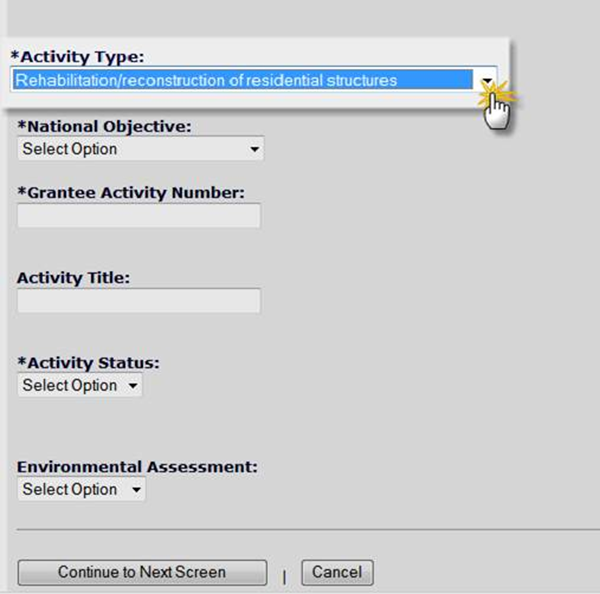 *Activity Type:
Rehabilitation/reconstruction of residential structures
*National Objective:
Select Option
*Grantee Activity Number:
Activity Title:
*Activity Status:
Select Option
Environmental Assessment:
Select Option
Continue to Next Screen | Cancel